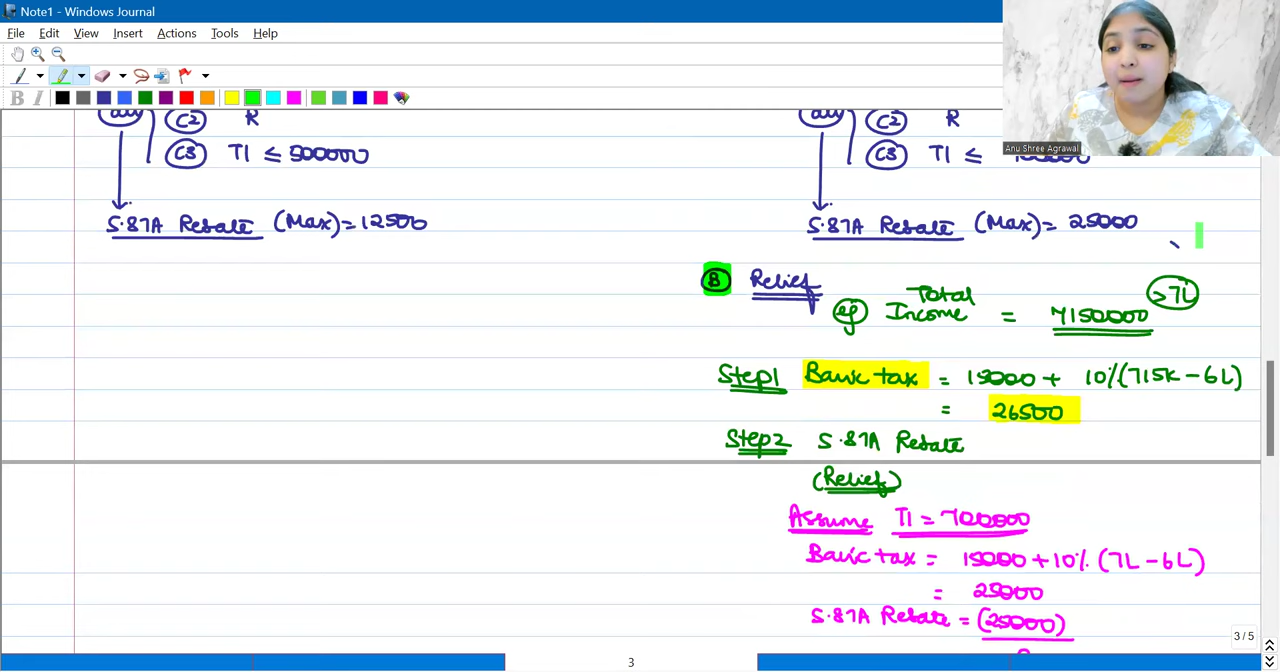 Note1 - Windows Journal
File Edit View Insert Actions Tools Help
B I
C2 R
C3 TI ≤ 500000
S.87A Rebate (Max) = 12500
C2 R
C3 TI ≤
S.87A Rebate (Max) = 25000
B Relief
eg Total Income = 7150000 >7L
Step1 Basic tax = 15000 + 10% (715K - 6L)
= 26500
Step2 S.87A Rebate
(Relief)
Assume TI = 700000
Basic tax = 15000 + 10% (7L - 6L)
= 25000
S.87A Rebate = (25000)
Anu Shree Agrawal
3 / 5
3